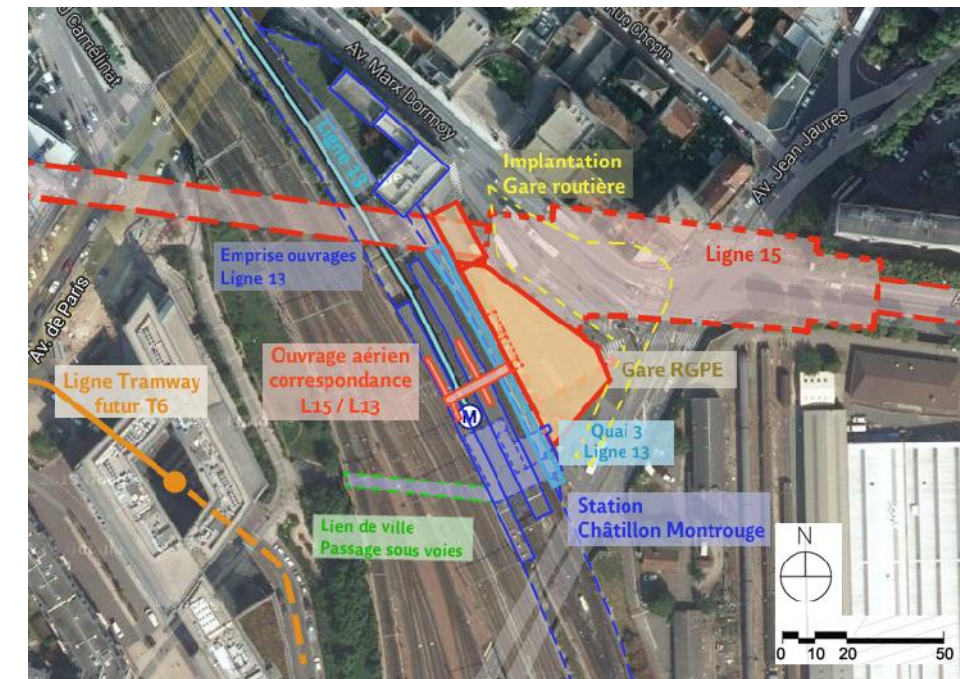 d Camélinat
Av. Marx Dormoy
Rue Chopin
Av. Jean Jaures
Ligne 13
Implantation
Gare routière
Emprise ouvrages
Ligne 13
Ligne 15
Av. de Paris
Ouvrage aérien
correspondance
L15 / L13
Gare RGPE
Ligne Tramway
futur T6
M
Quai 3
Ligne 13
Station
Châtillon Montrouge
Lien de ville
Passage sous voies
N
0 10 20 50